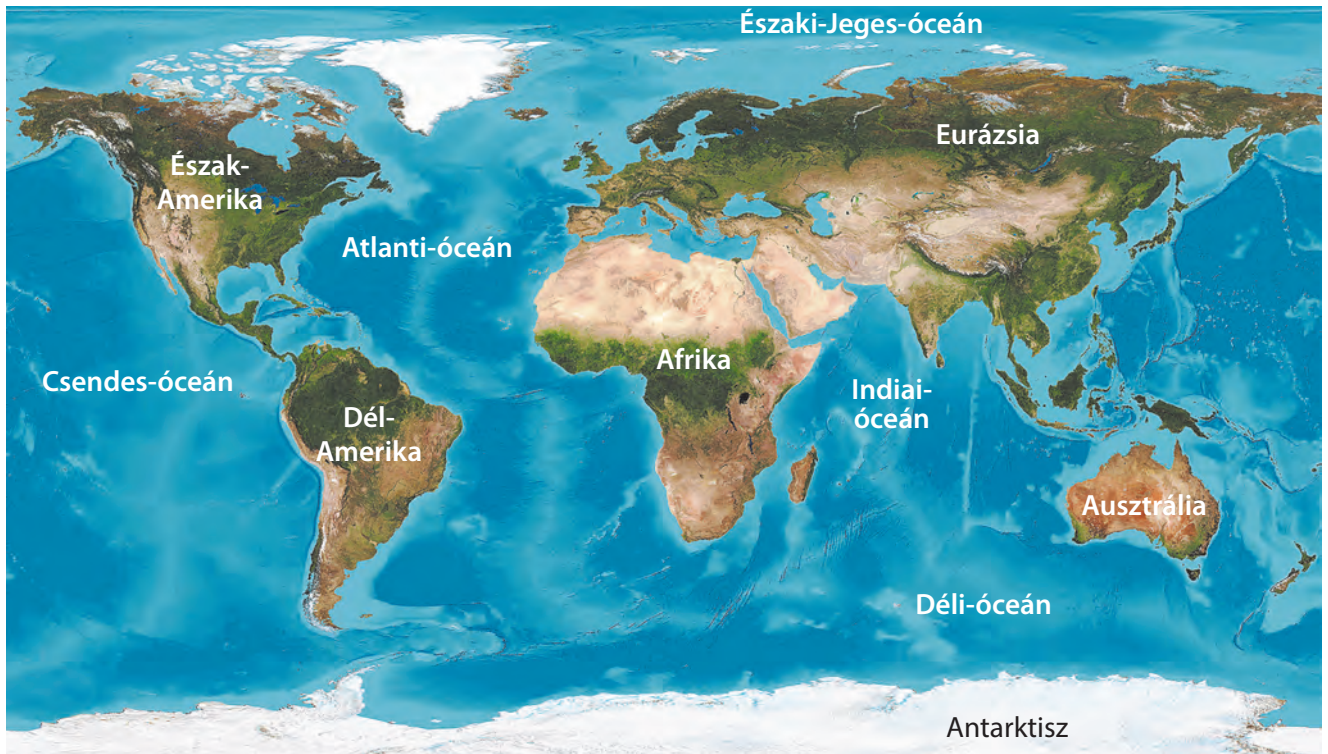 Északi-Jeges-óceán
Eurázsia
Észak-
Amerika
Atlanti-óceán
Afrika
Csendes-óceán
Indiai-
óceán
Dél-
Amerika
Ausztrália
Déli-óceán
Antarktisz